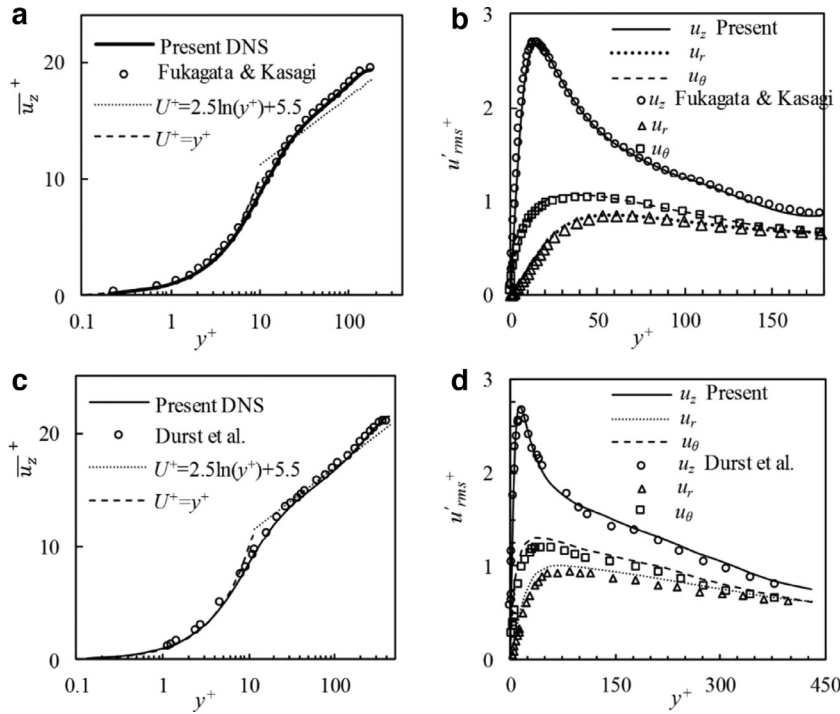 a
Present DNS
Fukagata & Kasagi
U⁺=2.5ln(y⁺)+5.5
U⁺=y⁺
u̅z⁺
20
10
0
0.1
1
10
100
y⁺
b
uz Present
ur
uθ
uz Fukagata & Kasagi
ur
uθ
u'rms⁺
3
2
1
0
0
50
100
150
y⁺
c
Present DNS
Durst et al.
U⁺=2.5ln(y⁺)+5.5
U⁺=y⁺
u̅z⁺
20
10
0
0.1
1
10
100
y⁺
d
uz Present
ur
uθ
uz Durst et al.
ur
uθ
u'rms⁺
3
2
1
0
0
150
300
450
y⁺